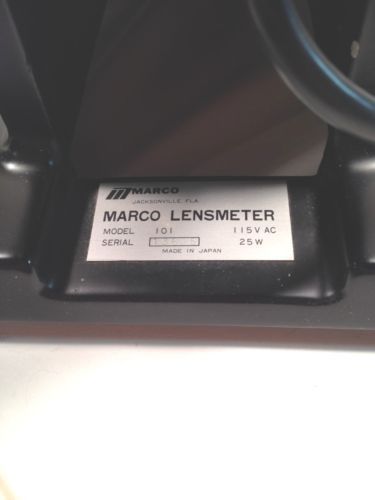 MARCO
JACKSONVILLE, FLA.
MARCO LENSMETER
MODEL 101 115V AC
SERIAL 25W
MADE IN JAPAN